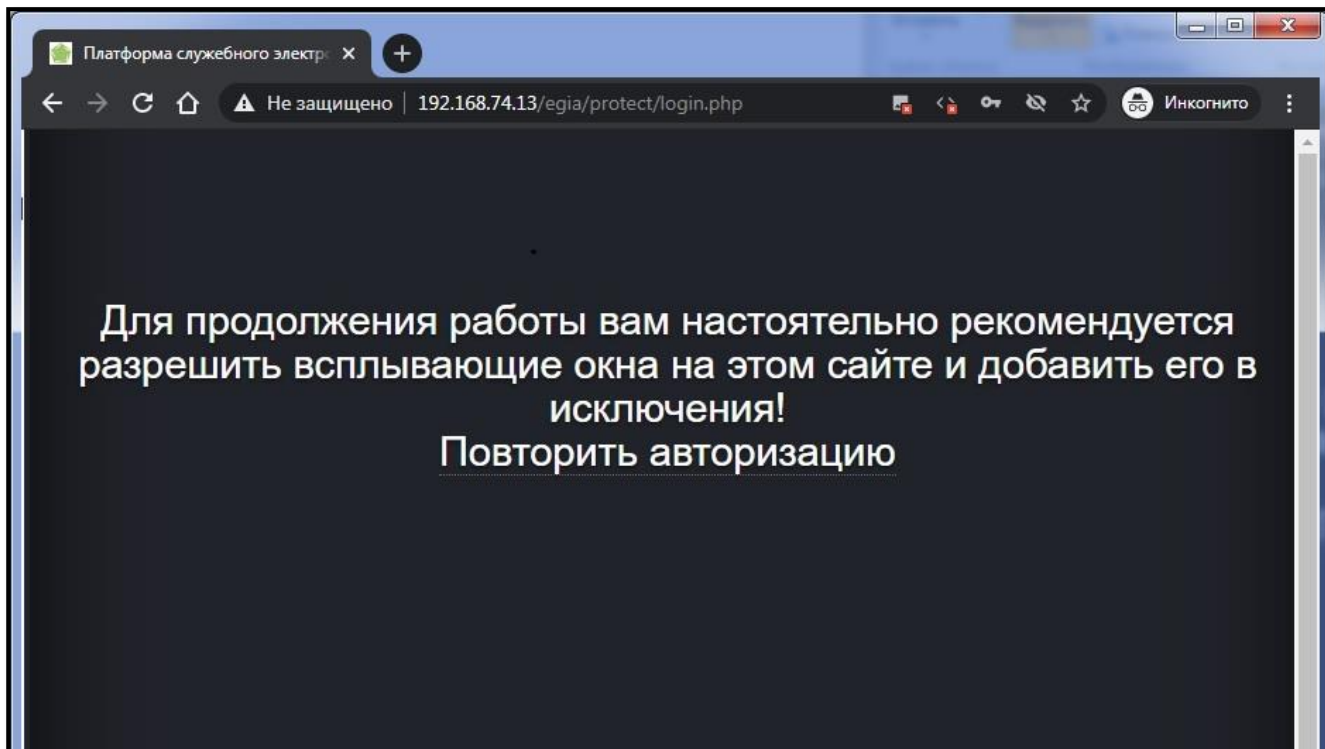 Платформа служебного электр
Не защищено 192.168.74.13/egia/protect/login.php Инкогнито
Для продолжения работы вам настоятельно рекомендуется
разрешить всплывающие окна на этом сайте и добавить его в
исключения!
Повторить авторизацию